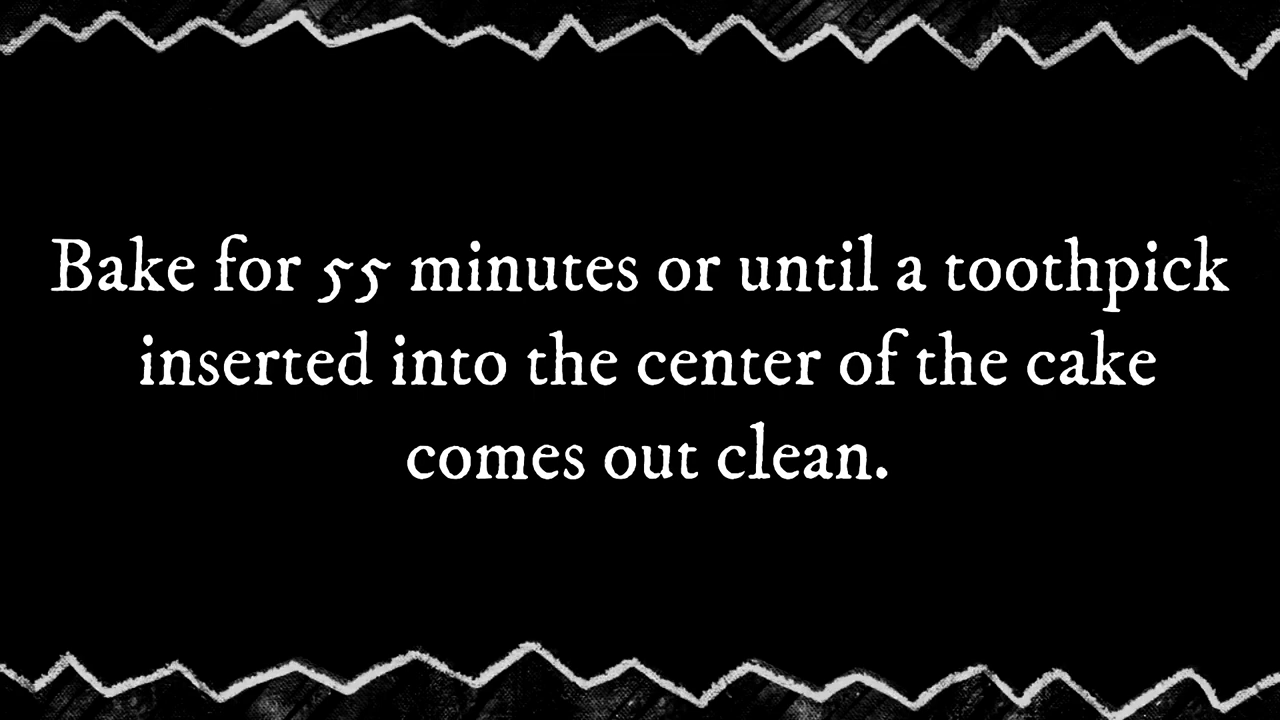 Bake for 55 minutes or until a toothpick
inserted into the center of the cake
comes out clean.